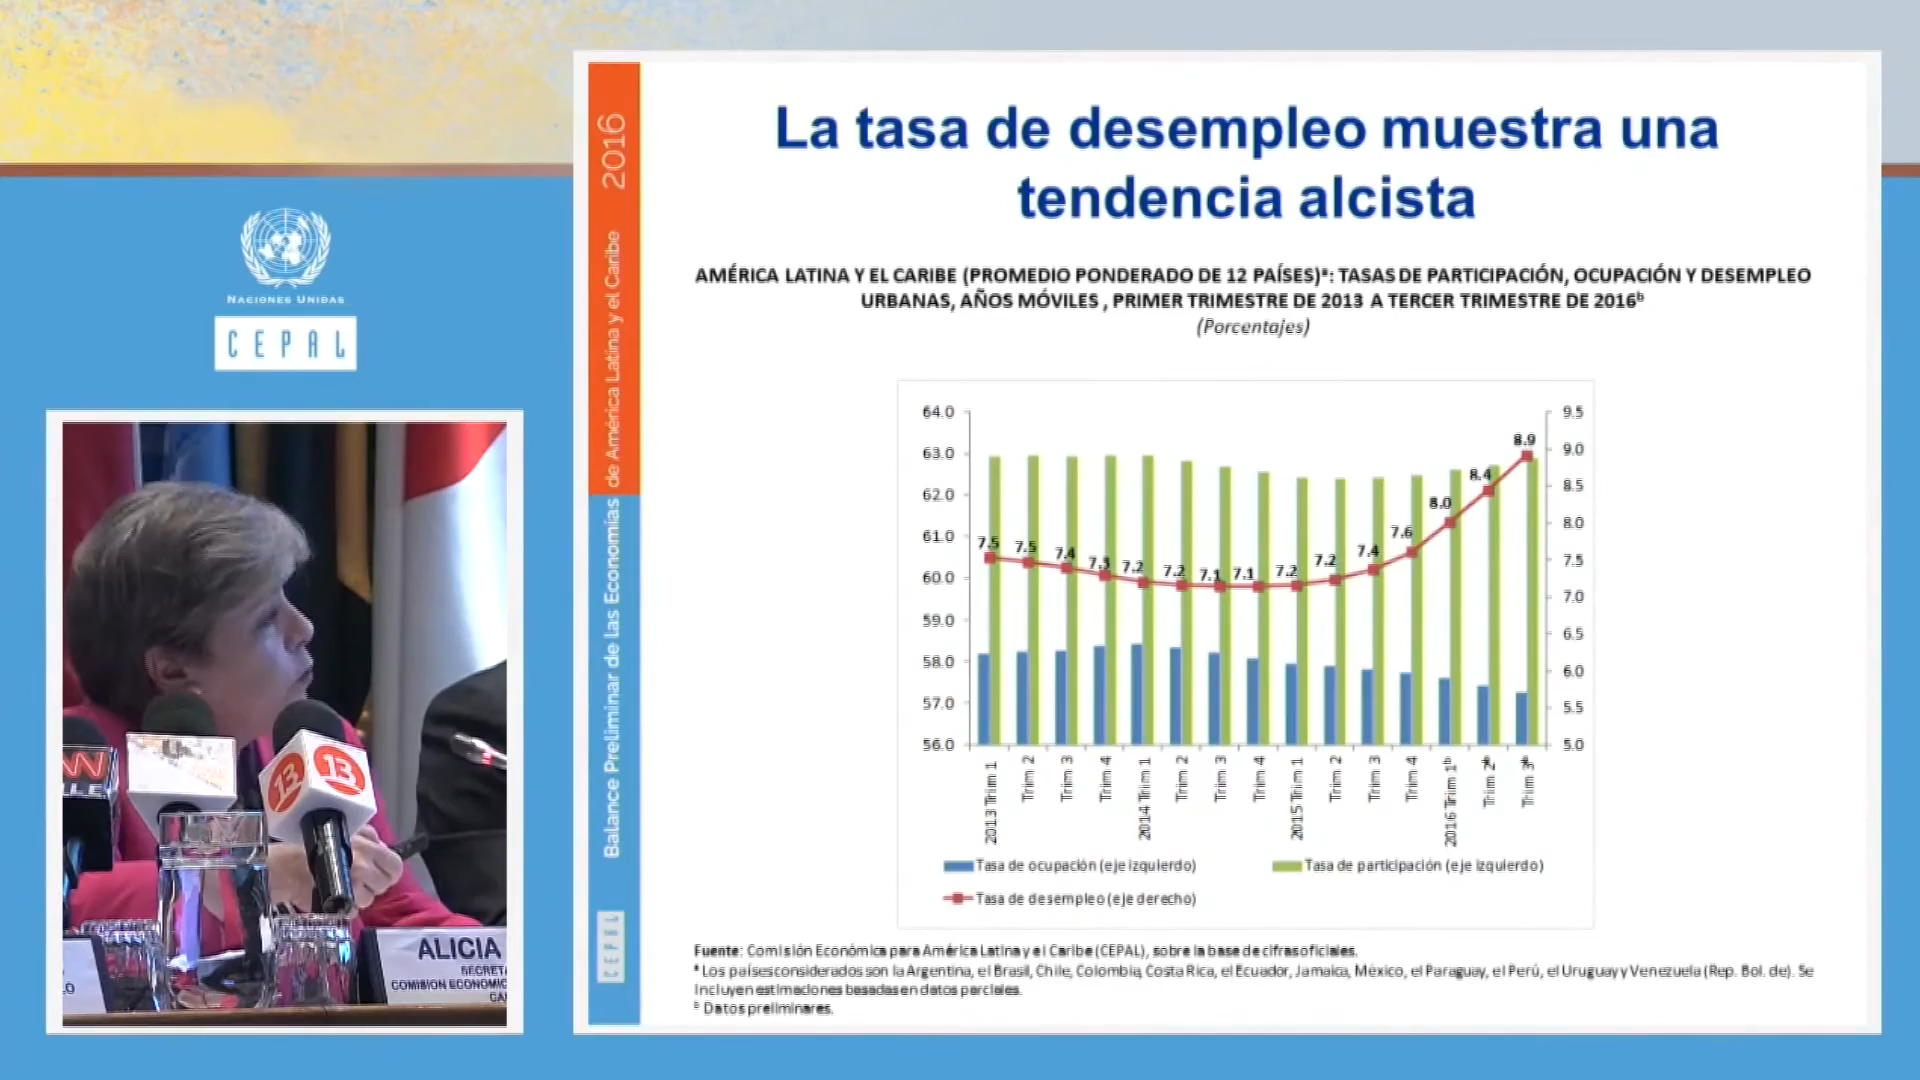 NACIONES UNIDAS
CEPAL
2016
Balance Preliminar de las Economías de América Latina y el Caribe
CEPAL
La tasa de desempleo muestra una
tendencia alcista
AMÉRICA LATINA Y EL CARIBE (PROMEDIO PONDERADO DE 12 PAÍSES)ª: TASAS DE PARTICIPACIÓN, OCUPACIÓN Y DESEMPLEO
URBANAS, AÑOS MÓVILES , PRIMER TRIMESTRE DE 2013 A TERCER TRIMESTRE DE 2016ᵇ
(Porcentajes)
64.0
63.0
62.0
61.0
60.0
59.0
58.0
57.0
56.0
7.5
7.5
7.4
7.3
7.2
7.2
7.1
7.1
7.2
7.2
7.4
7.6
8.0
8.4
8.9
9.5
9.0
8.5
8.0
7.5
7.0
6.5
6.0
5.5
5.0
2013 Trim 1
Trim 2
Trim 3
Trim 4
2014 Trim 1
Trim 2
Trim 3
Trim 4
2015 Trim 1
Trim 2
Trim 3
Trim 4
2016 Trim 1ᵇ
Trim 2
Trim 3
Tasa de ocupación (eje izquierdo)
Tasa de participación (eje izquierdo)
Tasa de desempleo (eje derecho)
Fuente: Comisión Económica para América Latina y el Caribe (CEPAL), sobre la base de cifras oficiales.
ª Los países considerados son la Argentina, el Brasil, Chile, Colombia, Costa Rica, el Ecuador, Jamaica, México, el Paraguay, el Perú, el Uruguay y Venezuela (Rep. Bol. de). Se
incluyen estimaciones basadas en datos parciales.
ᵇ Datos preliminares.
13
13
ALICIA
SECRETA
COMISION ECONOMIC
CA